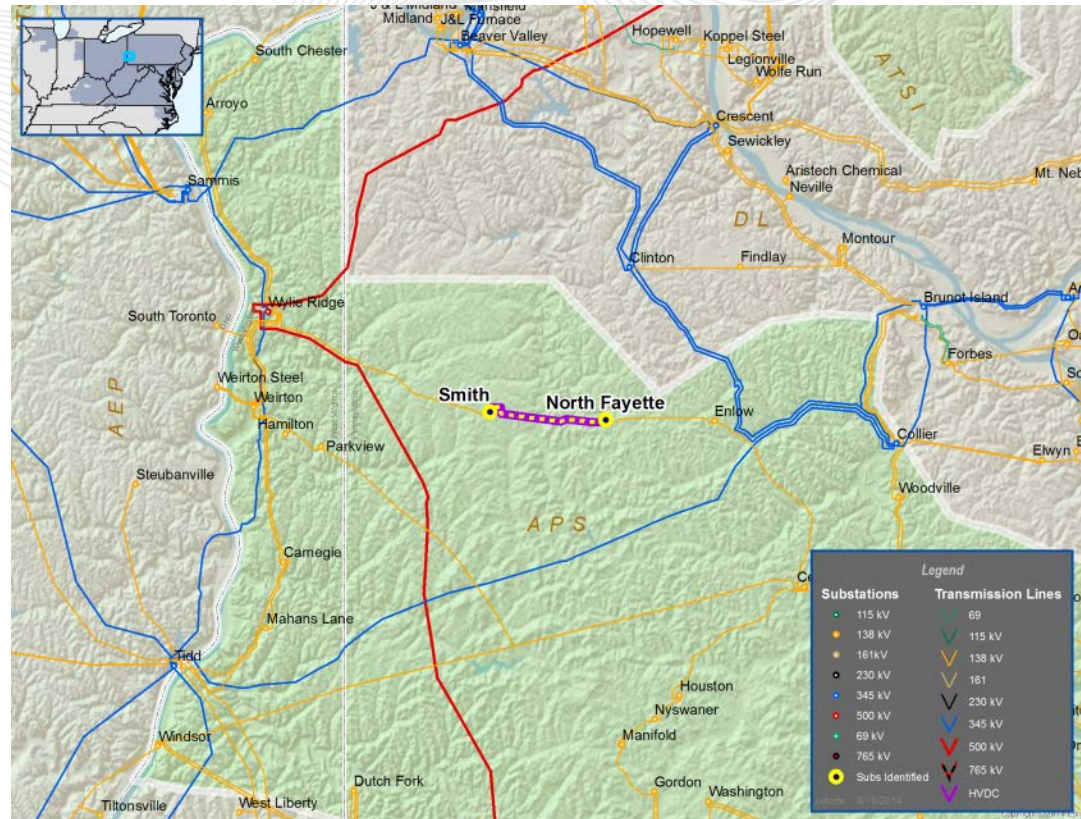 J & L Midland
Mansfield
Midland
J&L Furnace
Beaver Valley
Hopewell
Koppel Steel
Legionville
Wolfe Run
South Chester
Arroyo
Crescent
Sewickley
ATSI
Aristech Chemical
Neville
Mt. Neb
Sammis
DL
Montour
Clinton
Findlay
Wylie Ridge
Brunot Island
South Toronto
Forbes
AEP
Weirton Steel
Weirton
Smith
North Fayette
Enlow
Hamilton
Parkview
Collier
Elwyn
Steubanville
Woodville
APS
Carnegie
Mahans Lane
Tidd
Houston
Nyswaner
Windsor
Manifold
Dutch Fork
Gordon
Washington
Tiltonsville
West Liberty
Legend
Substations
115 kV
138 kV
161kV
230 kV
345 kV
500 kV
69 kV
765 kV
Subs Identified
Transmission Lines
69
115 kV
138 kV
161
230 kV
345 kV
500 kV
765 kV
HVDC